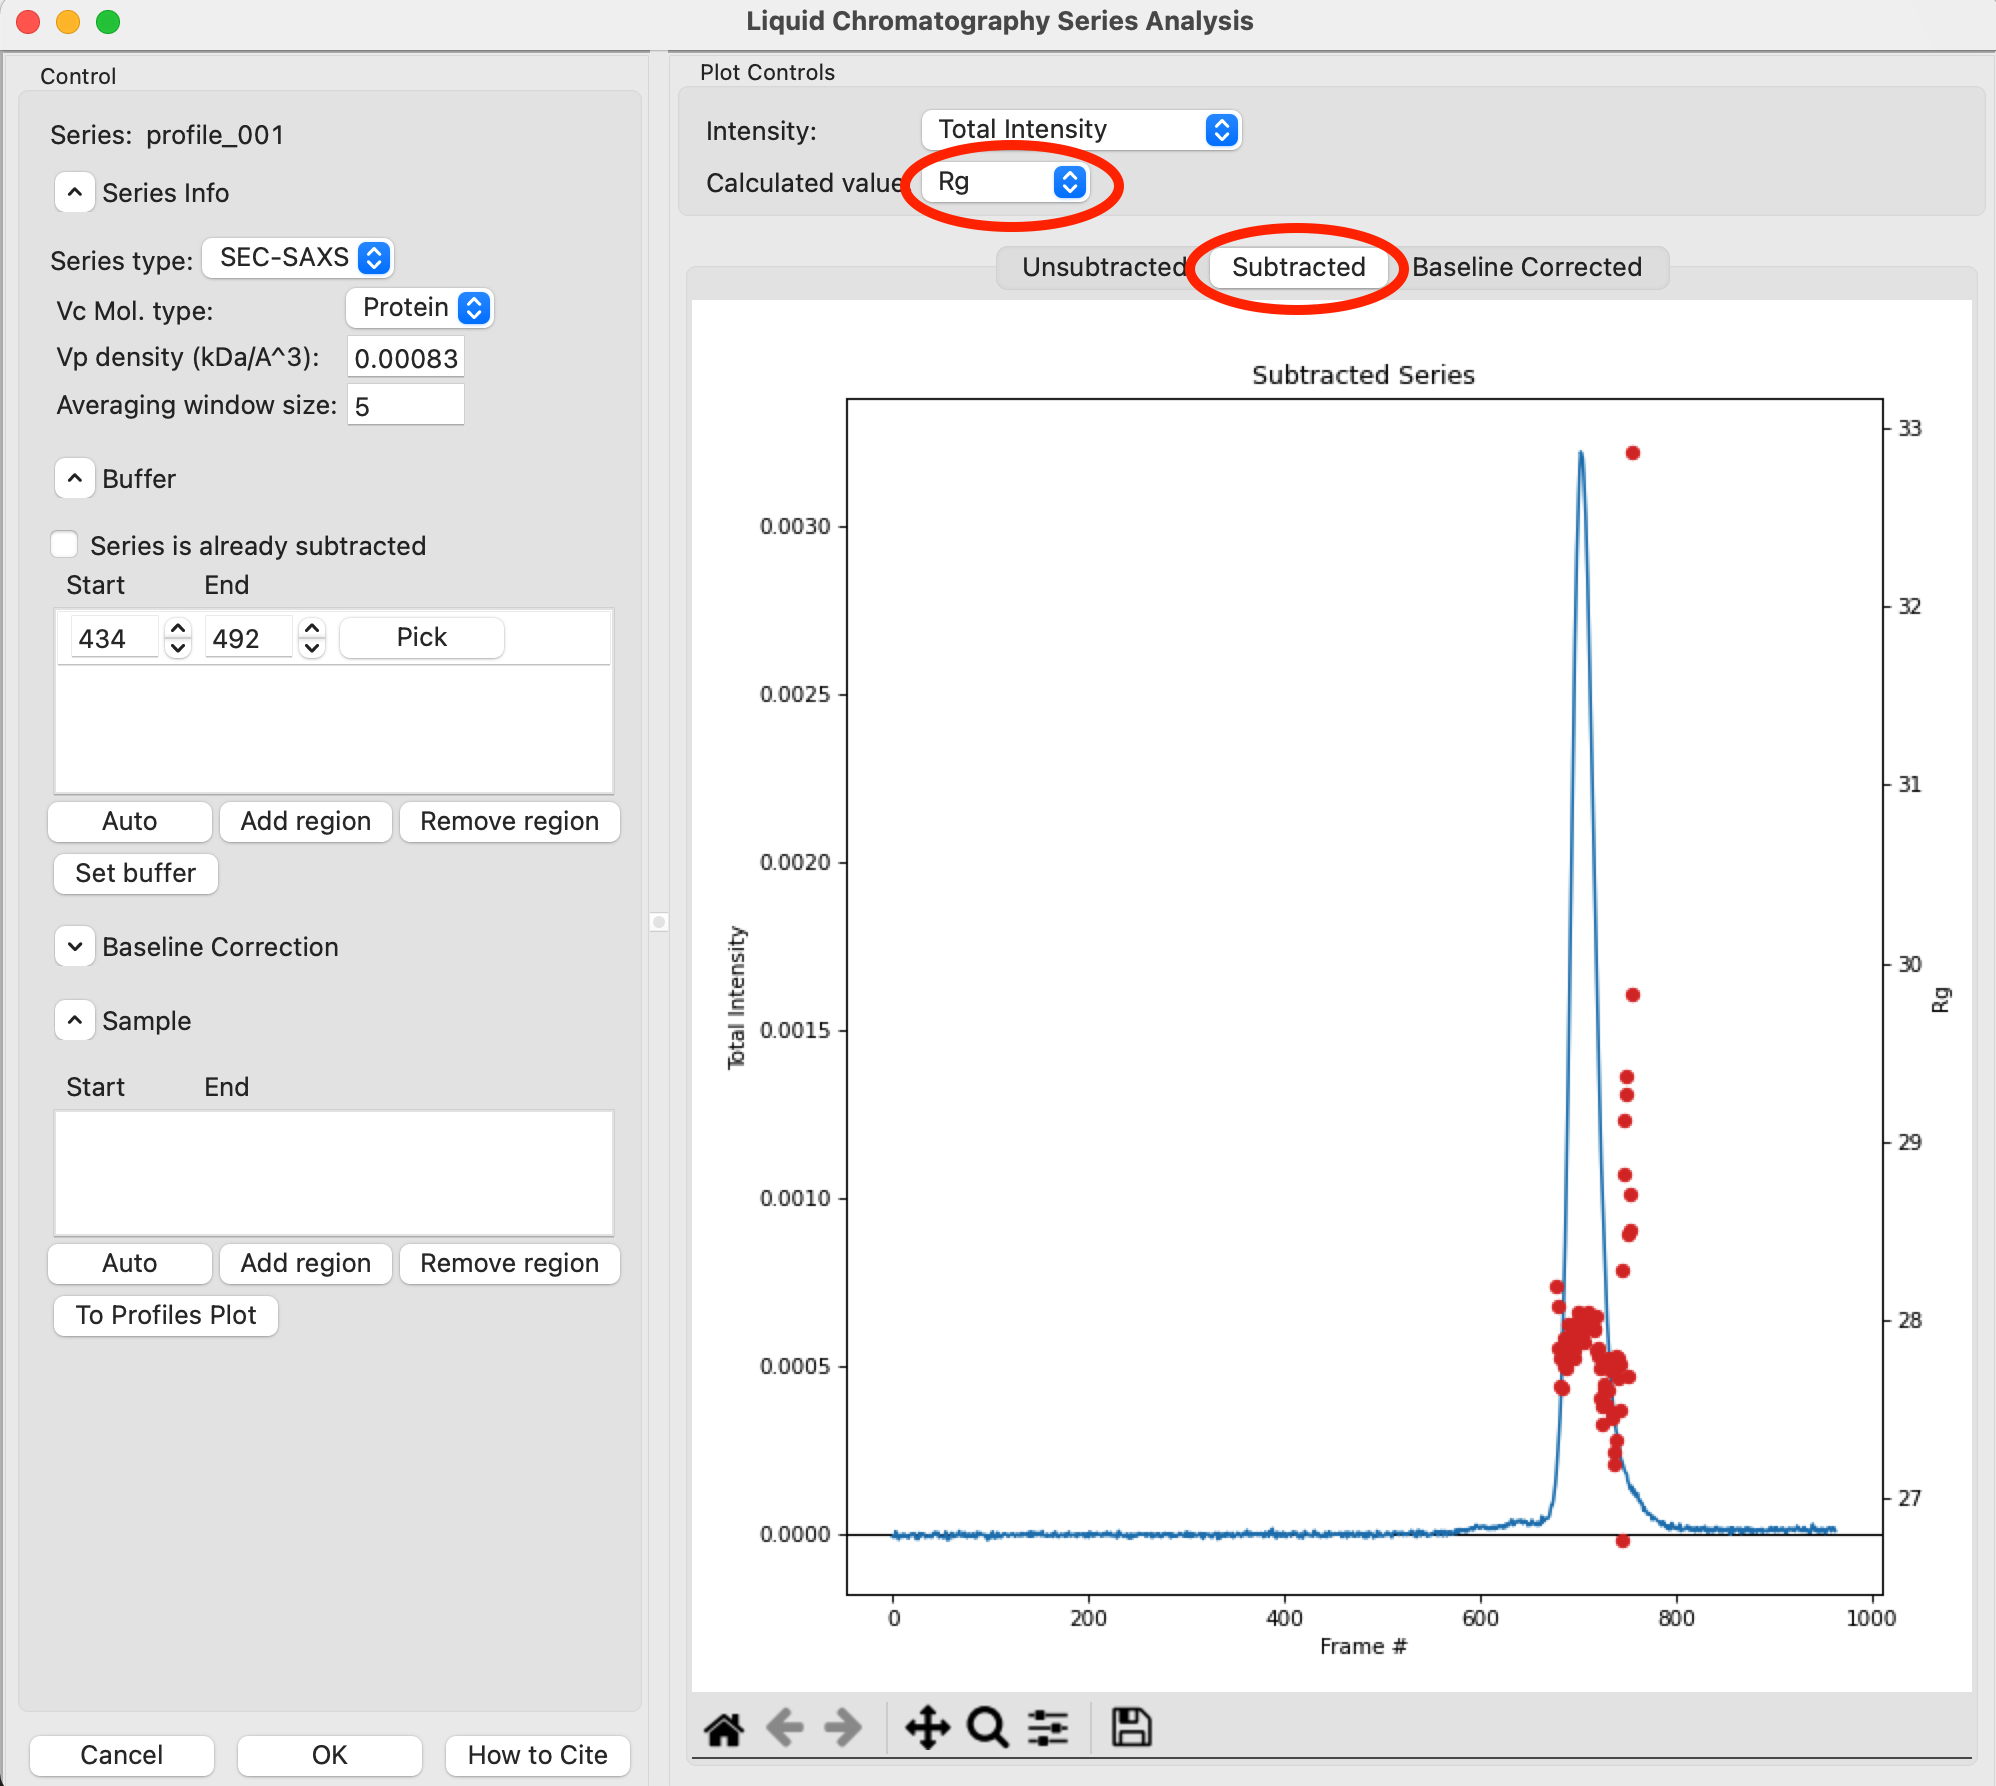 Liquid Chromatography Series Analysis
Control
Series: profile_001
Series Info
Series type: SEC-SAXS
Vc Mol. type: Protein
Vp density (kDa/A^3): 0.00083
Averaging window size: 5
Buffer
Series is already subtracted
Start End
434 492 Pick
Auto Add region Remove region
Set buffer
Baseline Correction
Sample
Start End
Auto Add region Remove region
To Profiles Plot
Cancel OK How to Cite
Plot Controls
Intensity: Total Intensity
Calculated value Rg
Unsubtracted Subtracted Baseline Corrected
Subtracted Series
0.0030
0.0025
0.0020
0.0015
0.0010
0.0005
0.0000
Total Intensity
33
32
31
30
29
28
27
Rg
0 200 400 600 800 1000
Frame #